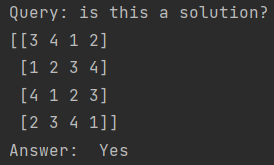 Query: is this a solution?
[[3 4 1 2]
 [1 2 3 4]
 [4 1 2 3]
 [2 3 4 1]]
Answer:  Yes